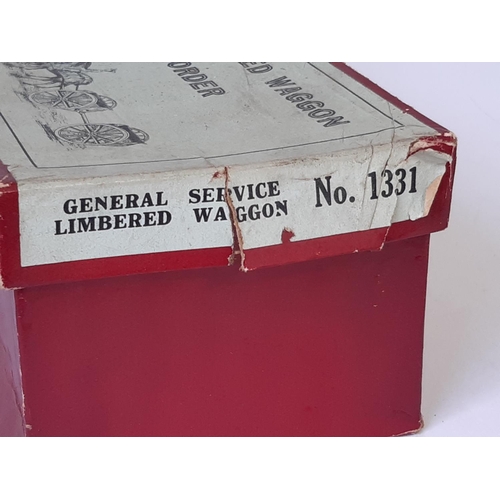 ED WAGGON
ORDER
GENERAL SERVICE
LIMBERED WAGGON
No. 1331